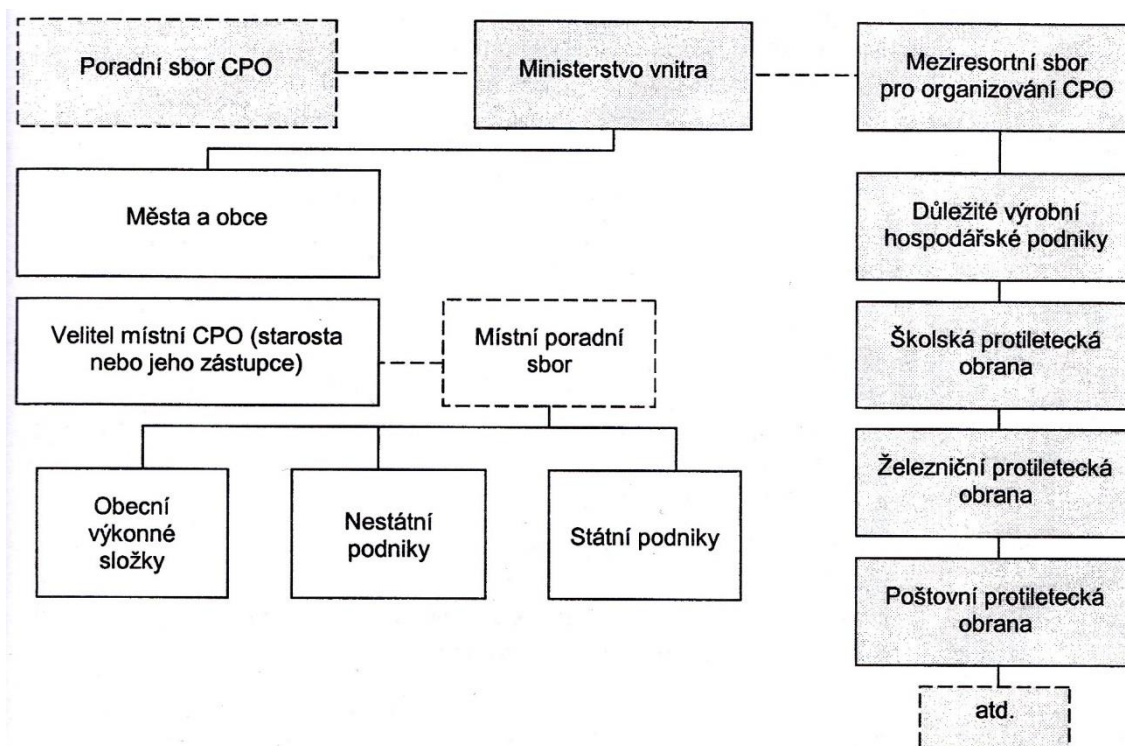 Poradní sbor CPO
Ministerstvo vnitra
Meziresortní sbor
pro organizování CPO
Města a obce
Důležité výrobní
hospodářské podniky
Velitel místní CPO (starosta
nebo jeho zástupce)
Místní poradní
sbor
Školská protiletecká
obrana
Železniční protiletecká
obrana
Obecní
výkonné
složky
Nestátní
podniky
Státní podniky
Poštovní protiletecká
obrana
atd.